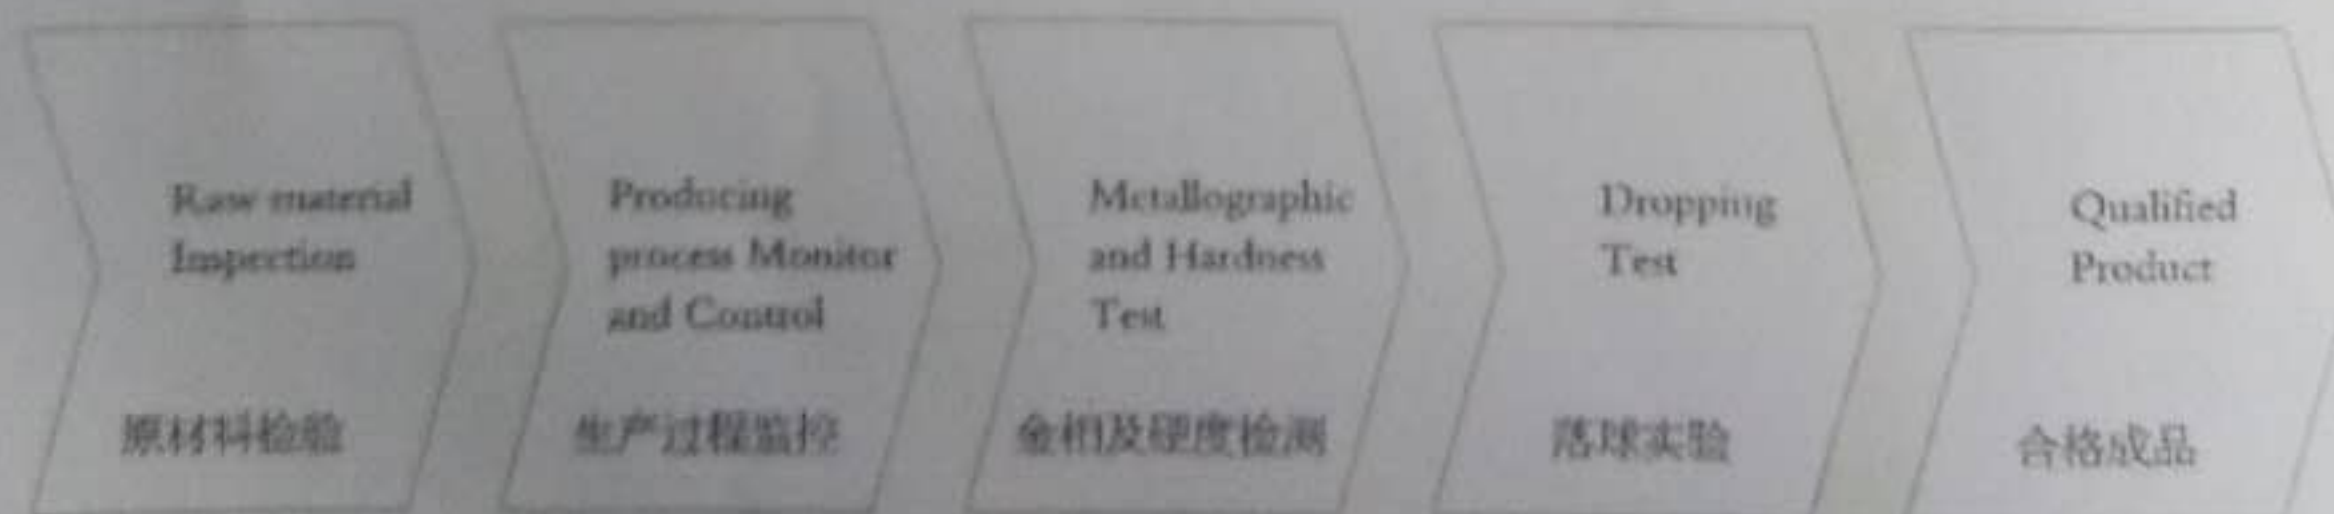 Raw material
Inspection
原材料检验
Producing
process Monitor
and Control
生产过程监控
Metallographic
and Hardness
Test
金相及硬度检测
Dropping
Test
落球实验
Qualified
Product
合格成品